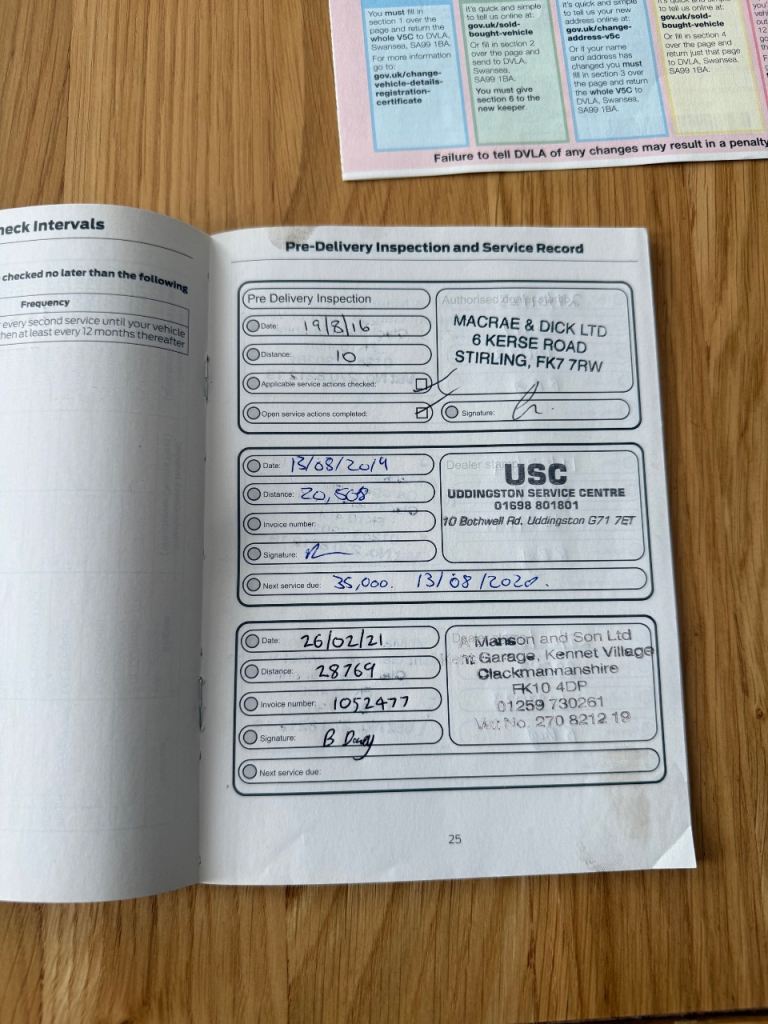 You must fill in
section 1 over the
page and return the
whole V5C to DVLA,
Swansea, SA99 1BA.
For more information
go to:
gov.uk/change-
vehicle-details-
registration-
certificate
it's quick and simple
to tell us online at:
gov.uk/sold-
bought-vehicle
Or fill in section 2
over the page and
send to DVLA,
Swansea,
SA99 1BA.
You must give
section 6 to the
new keeper.
it's quick and simple
to tell us your new
address online at:
gov.uk/change-
address-v5c
Or if your name
and address has
changed you must
fill in section 3 over
the page and return
the whole V5C to
DVLA, Swansea,
SA99 1BA.
to tell us online at:
gov.uk/sold-
bought-vehicle
Or fill in section 4
over the page and
return just that page
to DVLA, Swansea,
SA99 1BA.
Failure to tell DVLA of any changes may result in a penalty
heck Intervals
checked no later than the following
Frequency
every second service until your vehicle
hen at least every 12 months thereafter
Pre-Delivery Inspection and Service Record
Pre Delivery Inspection
Date: 19/8/16
Distance: 10
Applicable service actions checked:
Open service actions completed:
Authorised dealer
MACRAE & DICK LTD
6 KERSE ROAD
STIRLING, FK7 7RW
Signature:
Date: 13/08/2019
Distance: 20,508
Invoice number:
Signature:
Next service due: 35,000. 13/08/2020.
Dealer stamp
USC
UDDINGSTON SERVICE CENTRE
01698 801801
10 Bothwell Rd, Uddingston G71 7ET
Date: 26/02/21
Distance: 28769
Invoice number: 1052477
Signature: B
Next service due:
A Manson and Son Ltd
Garage, Kennet Village
Clackmannanshire
FK10 4DP
01259 730261
Vat No. 270 8212 19
25